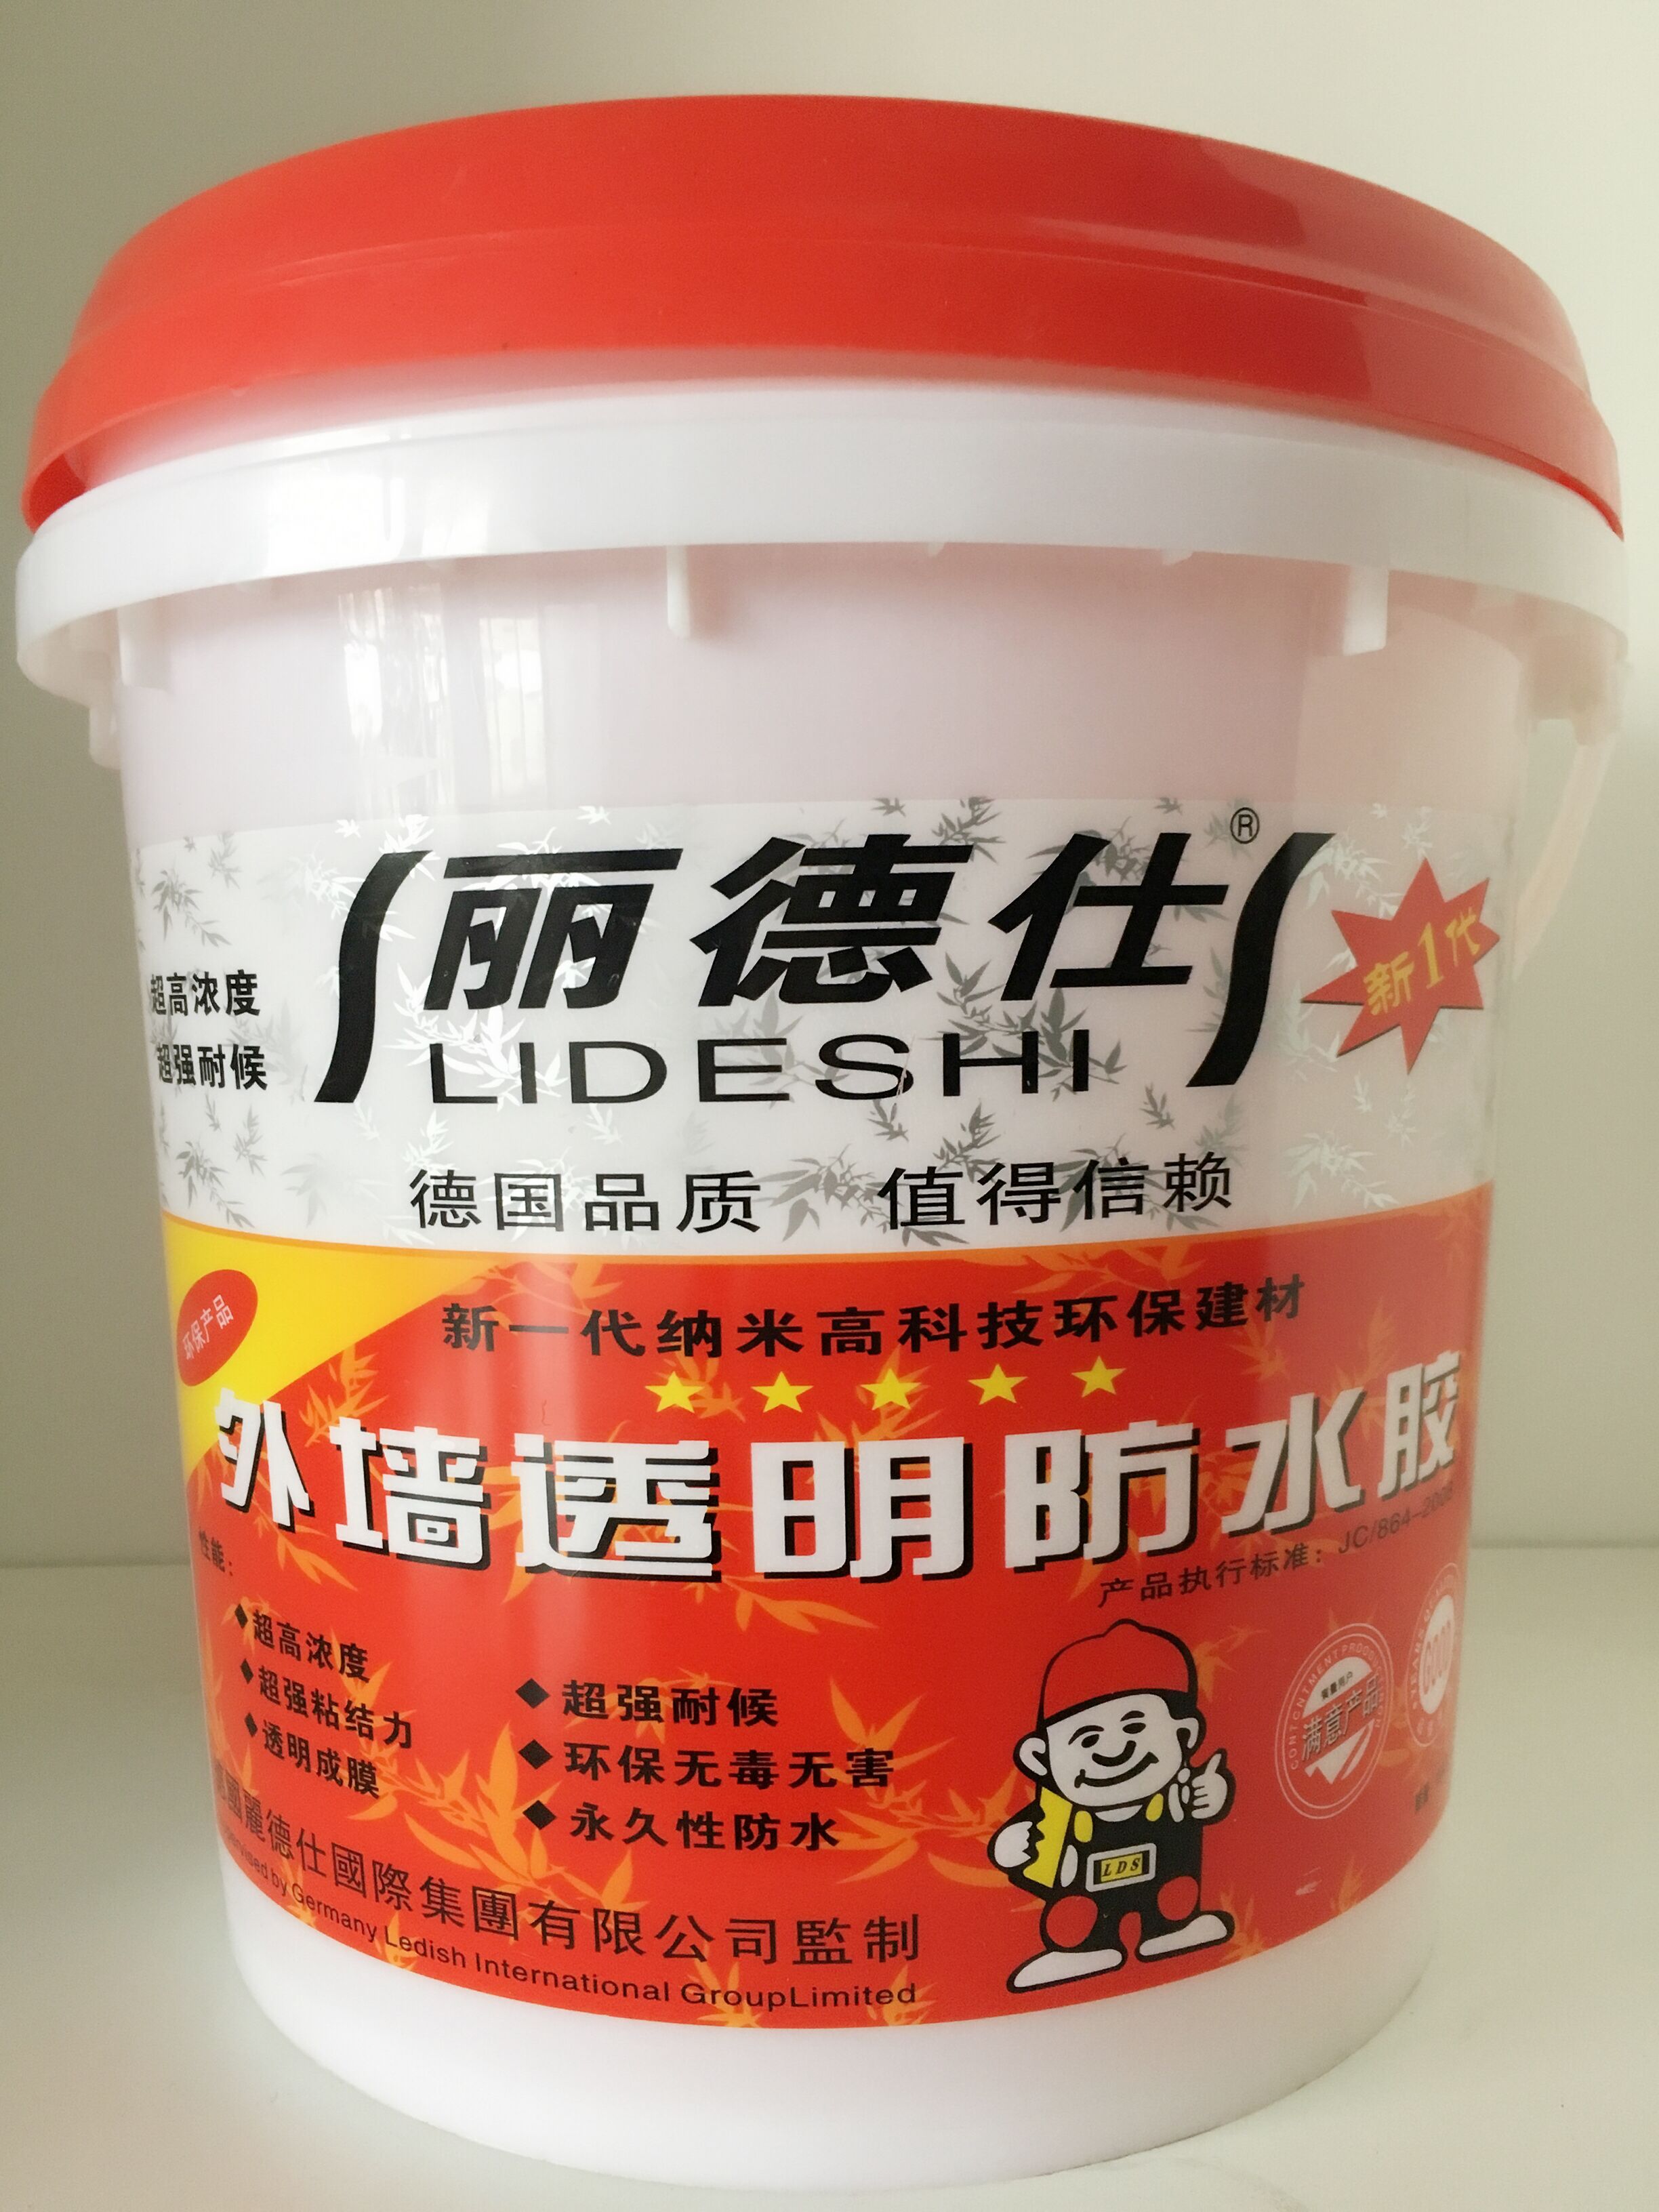 丽德仕®
LIDESHI
新1代
超高浓度
超强耐候
德国品质 值得信赖
环保产品
新一代纳米高科技环保建材
外墙透明防水胶
产品执行标准：JC/864-2008
性能：
◆超高浓度
◆超强粘结力
◆透明成膜
◆超强耐候
◆环保无毒无害
◆永久性防水
LDS
CONTENTMENT PRODUCT
满意产品
GOOD
國麗德仕國際集團有限公司監制
by Germany Ledish International GroupLimited